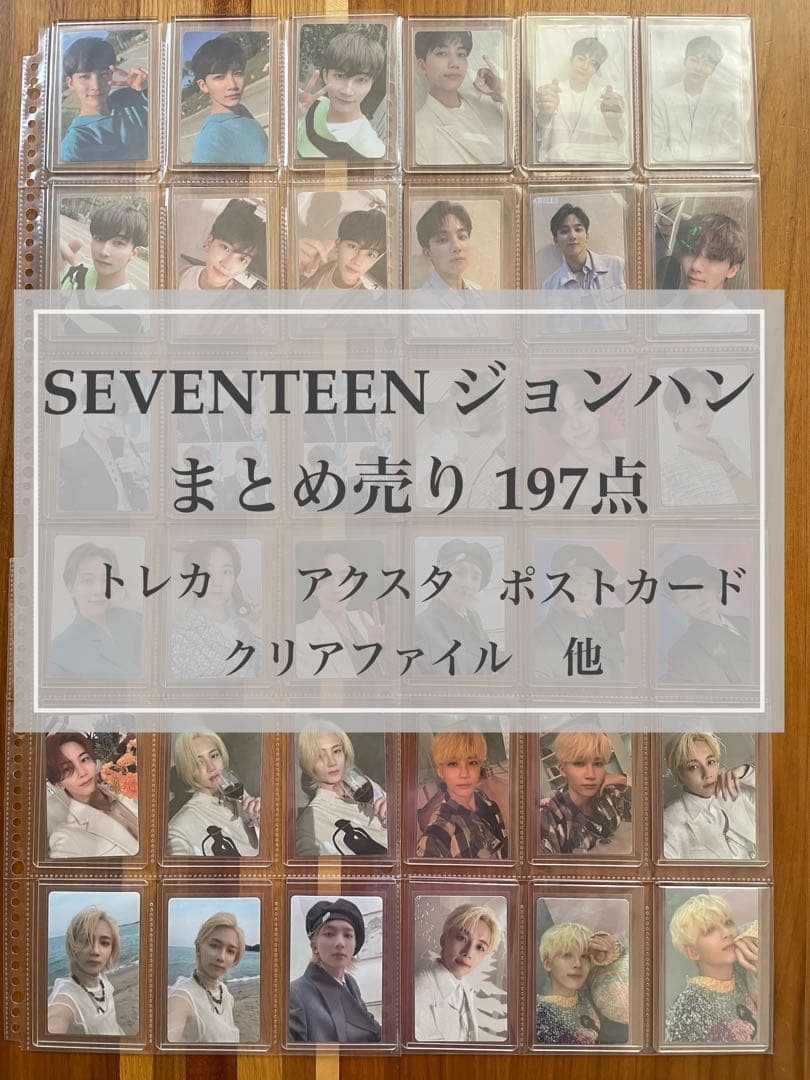 SEVENTEEN ジョンハン
まとめ売り 197点
トレカ　アクスタ　ポストカード
クリアファイル　他